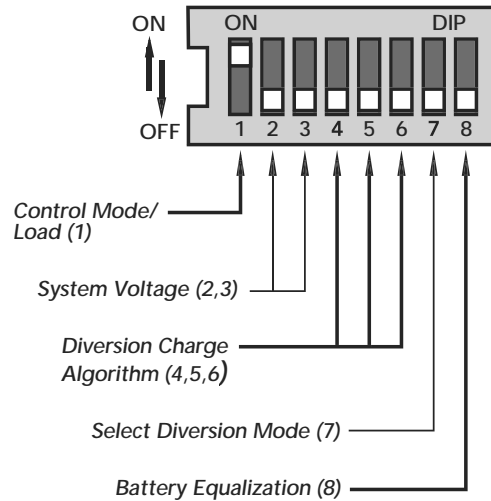 ON ON DIP
OFF 1 2 3 4 5 6 7 8
Control Mode/
Load (1)
System Voltage (2,3)
Diversion Charge
Algorithm (4,5,6)
Select Diversion Mode (7)
Battery Equalization (8)